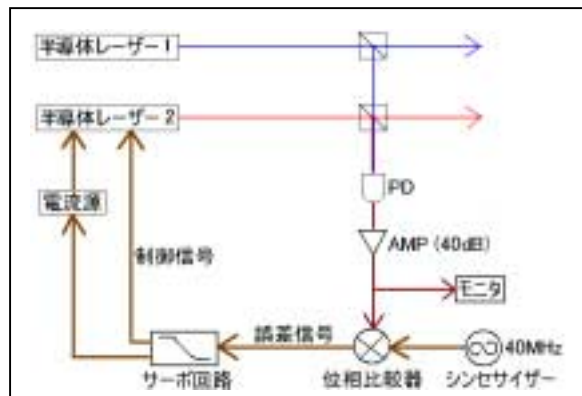 半導体レーザー1
半導体レーザー2
電流源
PD
AMP (40dB)
制御信号
モニタ
誤差信号
40MHz
サーボ回路
位相比較器
シンセサイザー